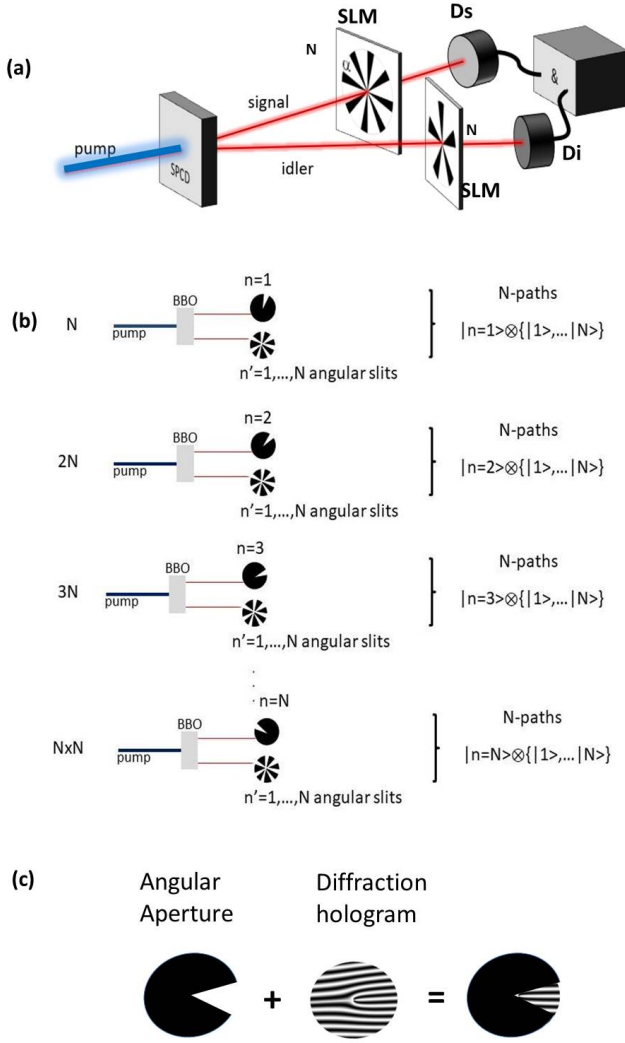 (a)
SLM
N
α
signal
Ds
&
N
pump
SPCD
idler
SLM
Di
(b)
n=1
N-paths
BBO
N
pump
|n=1>⊗{|1>,...|N>}
n'=1,...,N angular slits
n=2
N-paths
BBO
2N
pump
|n=2>⊗{|1>,...|N>}
n'=1,...,N angular slits
n=3
N-paths
BBO
3N
pump
|n=3>⊗{|1>,...|N>}
n'=1,...,N angular slits
n=N
N-paths
BBO
NxN
pump
|n=N>⊗{|1>,...|N>}
n'=1,...,N angular slits
(c)
Angular Aperture
Diffraction hologram
+
=